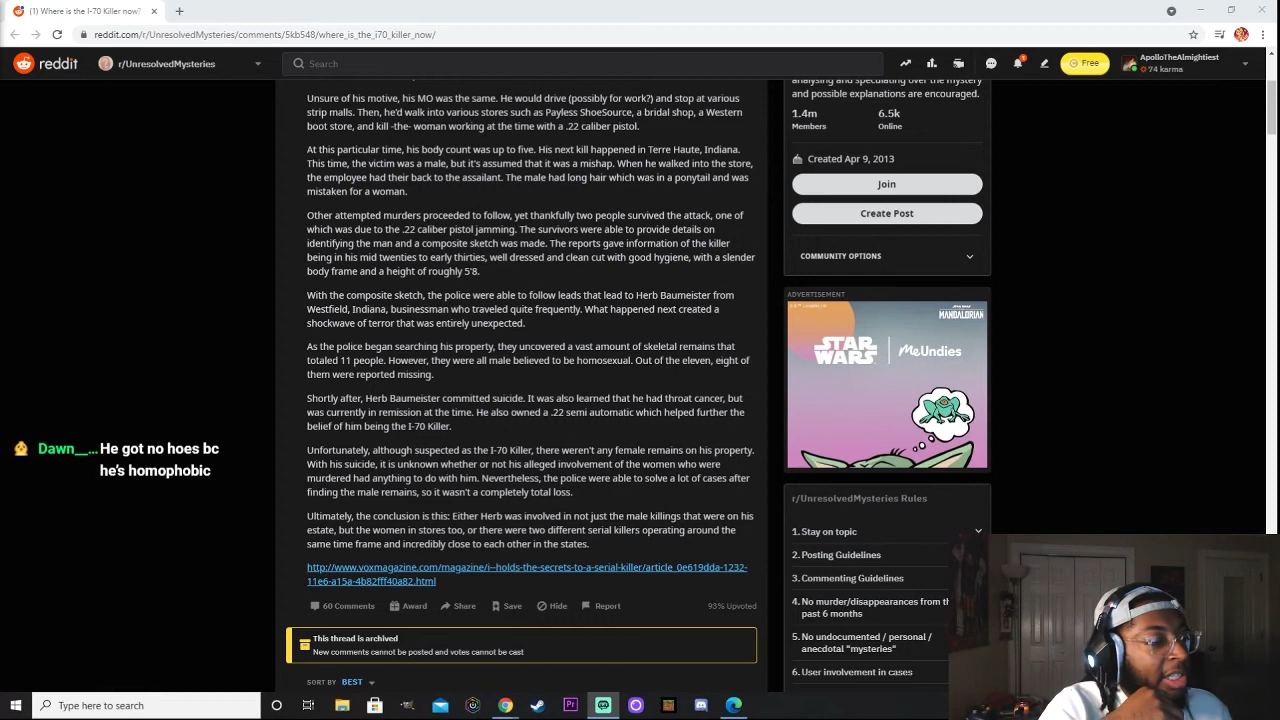 (1) Where is the I-70 Killer now?
reddit.com/r/UnresolvedMysteries/comments/5kb548/where_is_the_i70_killer_now/
reddit
r/UnresolvedMysteries
Search
1
Free
ApolloTheAlmightiest
74 karma
Unsure of his motive, his MO was the same. He would drive (possibly for work?) and stop at various
strip malls. Then, he'd walk into various stores such as Payless ShoeSource, a bridal shop, a Western
boot store, and kill -the- woman working at the time with a .22 caliber pistol.
At this particular time, his body count was up to five. His next kill happened in Terre Haute, Indiana.
This time, the victim was a male, but it's assumed that it was a mishap. When he walked into the store,
the employee had their back to the assailant. The male had long hair which was in a ponytail and was
mistaken for a woman.
Other attempted murders proceeded to follow, yet thankfully two people survived the attack, one of
which was due to the .22 caliber pistol jamming. The survivors were able to provide details on
identifying the man and a composite sketch was made. The reports gave information of the killer
being in his mid twenties to early thirties, well dressed and clean cut with good hygiene, with a slender
body frame and a height of roughly 5'8.
With the composite sketch, the police were able to follow leads that lead to Herb Baumeister from
Westfield, Indiana, businessman who traveled quite frequently. What happened next created a
shockwave of terror that was entirely unexpected.
As the police began searching his property, they uncovered a vast amount of skeletal remains that
totaled 11 people. However, they were all male believed to be homosexual. Out of the eleven, eight of
them were reported missing.
Shortly after, Herb Baumeister committed suicide. It was also learned that he had throat cancer, but
was currently in remission at the time. He also owned a .22 semi automatic which helped further the
belief of him being the I-70 Killer.
Unfortunately, although suspected as the I-70 Killer, there weren't any female remains on his property.
With his suicide, it is unknown whether or not his alleged involvement of the women who were
murdered had anything to do with him. Nevertheless, the police were able to solve a lot of cases after
finding the male remains, so it wasn't a completely total loss.
Ultimately, the conclusion is this: Either Herb was involved in not just the male killings that were on his
estate, but the women in stores too, or there were two different serial killers operating around the
same time frame and incredibly close to each other in the states.
http://www.voxmagazine.com/magazine/i--holds-the-secrets-to-a-serial-killer/article_0e619dda-1232-
11e6-a15a-4b82fff40a82.html
60 Comments Award Share Save Hide Report 93% Upvoted
This thread is archived
New comments cannot be posted and votes cannot be cast
SORT BY BEST
analysing and speculating over the mystery
and possible explanations are encouraged.
1.4m 6.5k
Members Online
Created Apr 9, 2013
Join
Create Post
COMMUNITY OPTIONS
ADVERTISEMENT
STAR WARS
MANDALORIAN
STAR
WARS MeUndies
r/UnresolvedMysteries Rules
1. Stay on topic
2. Posting Guidelines
3. Commenting Guidelines
4. No murder/disappearances from th
past 6 months
5. No undocumented / personal /
anecdotal "mysteries"
6. User involvement in cases
Dawn__... He got no hoes bc
he's homophobic
Type here to search